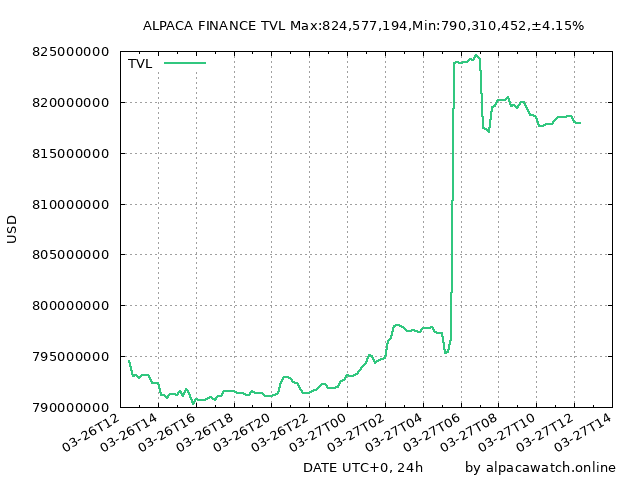 ALPACA FINANCE TVL Max:824,577,194,Min:790,310,452,±4.15%
825000000
TVL
820000000
815000000
810000000
805000000
800000000
795000000
790000000
USD
03-26T12
03-26T14
03-26T16
03-26T18
03-26T20
03-26T22
03-27T00
03-27T02
03-27T04
03-27T06
03-27T08
03-27T10
03-27T12
03-27T14
DATE UTC+0, 24h
by alpacawatch.online